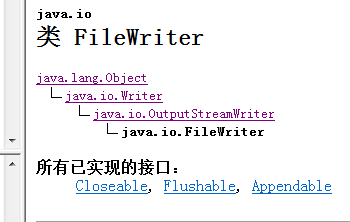 java.io
类 FileWriter
java.lang.Object
java.io.Writer
java.io.OutputStreamWriter
java.io.FileWriter
所有已实现的接口：
Closeable, Flushable, Appendable